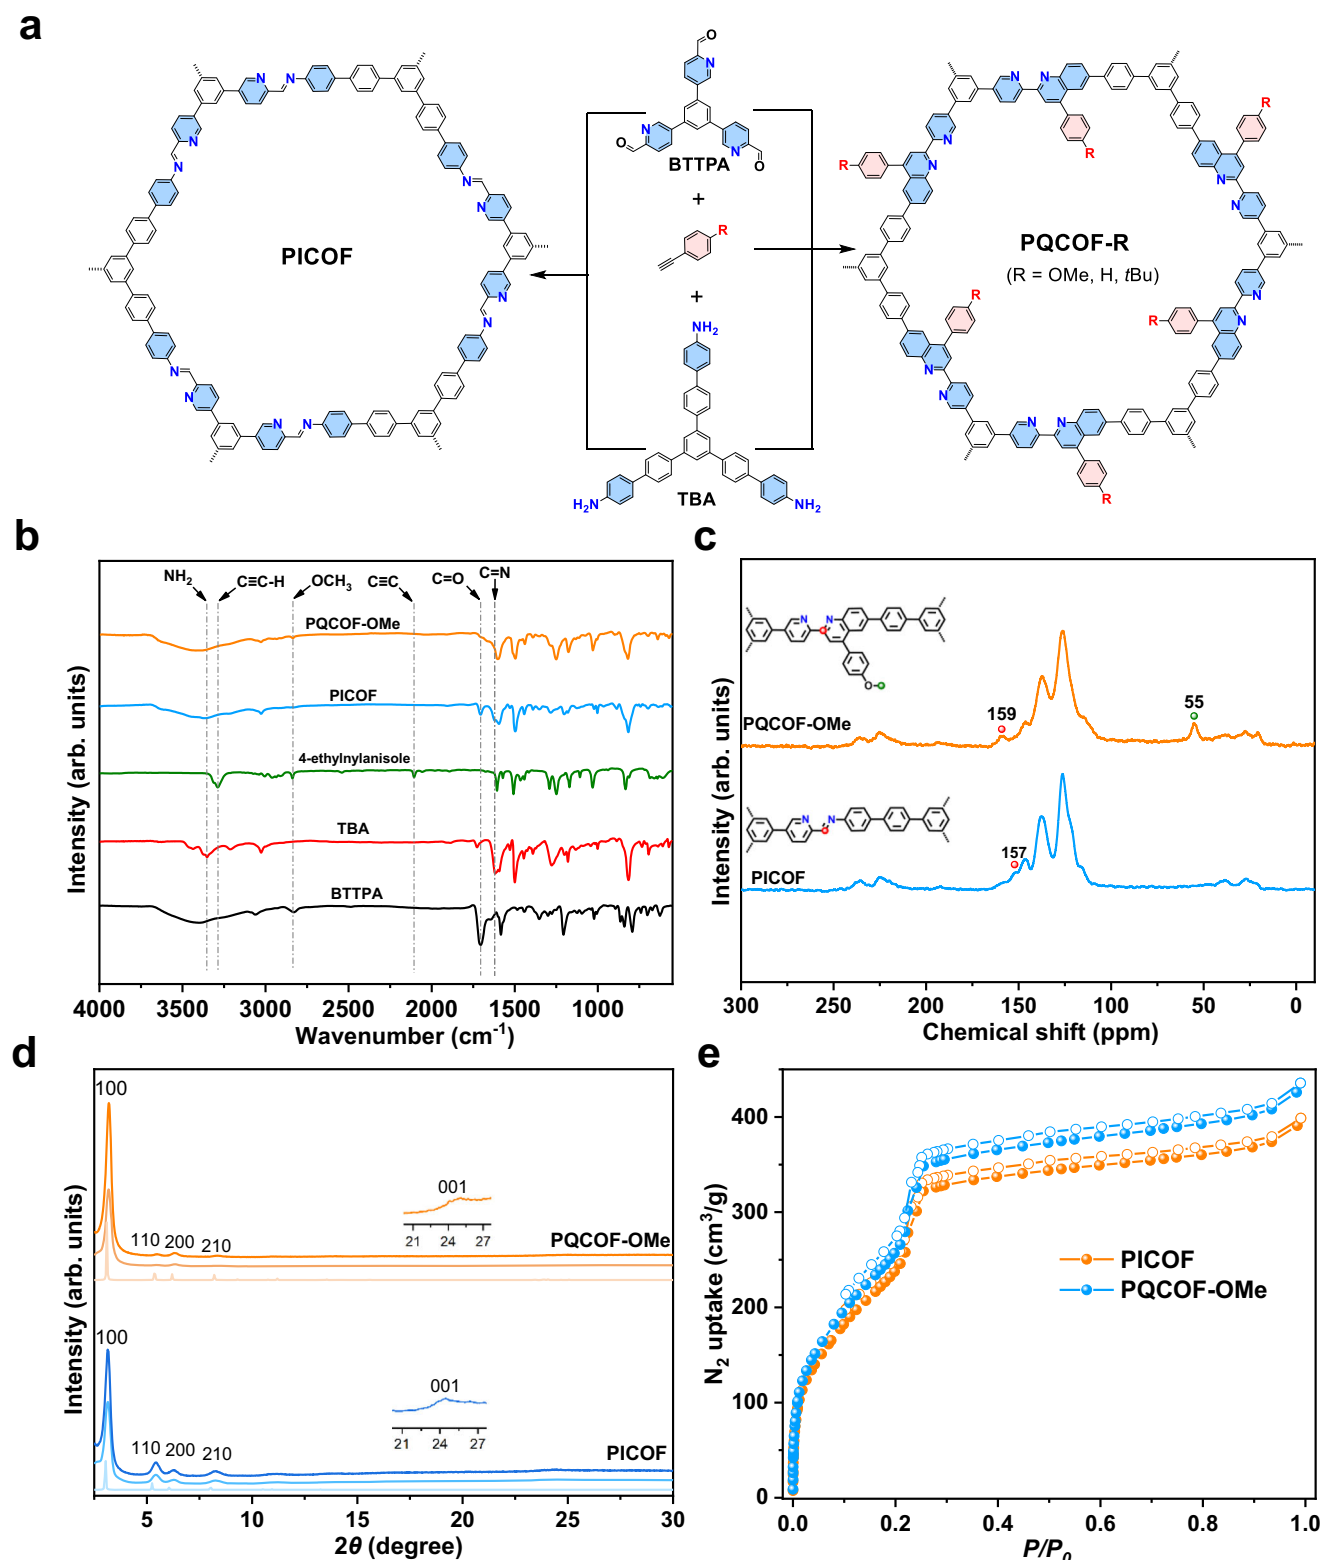 a
O
N
BTTPA
O
N
N
O
+
R
+
NH2
H2N
NH2
TBA
PICOF
N
N
N
N
N
N
N
N
N
N
N
N
PQCOF-R
(R = OMe, H, tBu)
N
N
R
N
N
R
N
N
R
N
N
R
N
N
R
N
N
R
b
NH2
C≡C-H
OCH3
C≡C
C=O
C=N
PQCOF-OMe
PICOF
4-ethylnylanisole
TBA
BTTPA
Intensity (arb. units)
4000 3500 3000 2500 2000 1500 1000
Wavenumber (cm-1)
c
N
N
O
PQCOF-OMe
159
55
N
N
157
PICOF
Intensity (arb. units)
300 250 200 150 100 50 0
Chemical shift (ppm)
d
100
110 200 210
001
21 24 27
PQCOF-OMe
100
110 200 210
001
21 24 27
PICOF
Intensity (arb. units)
5 10 15 20 25 30
2θ (degree)
e
400
300
200
100
0
N2 uptake (cm3/g)
PICOF
PQCOF-OMe
0.0 0.2 0.4 0.6 0.8 1.0
P/P0